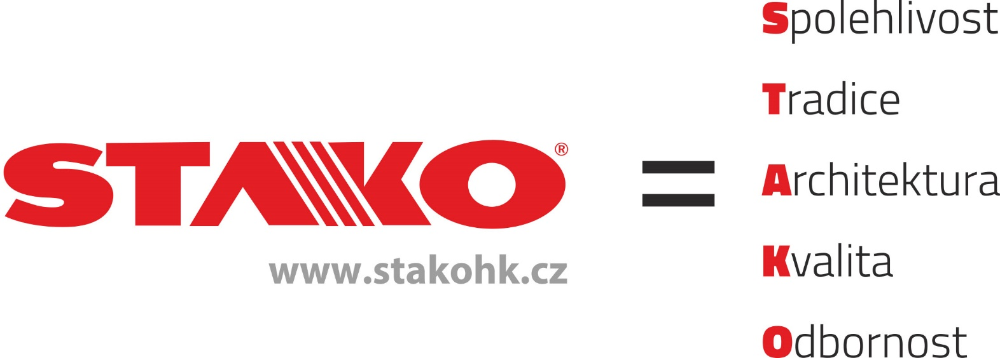 STAKO®
www.stakohk.cz
=
Spolehlivost
Tradice
Architektura
Kvalita
Odbornost